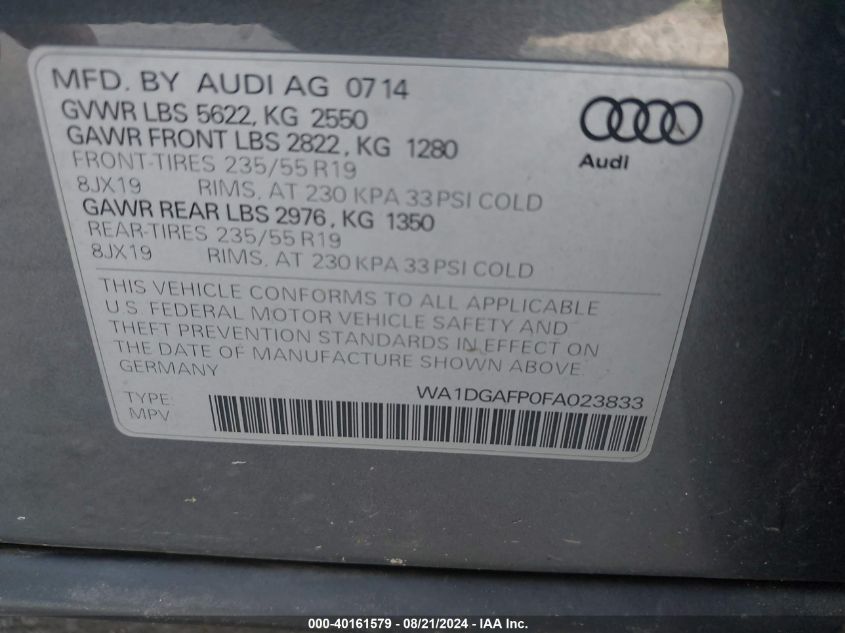 MFD. BY AUDI AG 0714
GVWR LBS 5622, KG 2550
GAWR FRONT LBS 2822, KG 1280
FRONT-TIRES 235/55 R19
8JX19 RIMS, AT 230 KPA 33 PSI COLD
GAWR REAR LBS 2976, KG 1350
REAR-TIRES 235/55 R19
8JX19 RIMS, AT 230 KPA 33 PSI COLD
Audi
THIS VEHICLE CONFORMS TO ALL APPLICABLE
U.S. FEDERAL MOTOR VEHICLE SAFETY AND
THEFT PREVENTION STANDARDS IN EFFECT ON
THE DATE OF MANUFACTURE SHOWN ABOVE.
GERMANY
TYPE: WA1DGAFP0FA023833
MPV
000-40161579 - 08/21/2024 - IAA Inc.